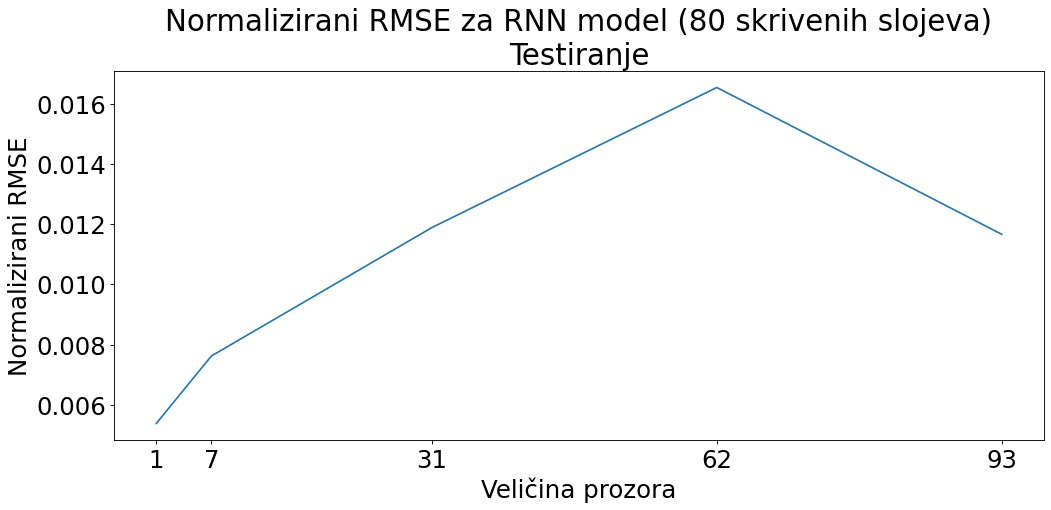 Normalizirani RMSE za RNN model (80 skrivenih slojeva)
Testiranje
Normalizirani RMSE
0.016
0.014
0.012
0.010
0.008
0.006
1 7 31 62 93
Veličina prozora